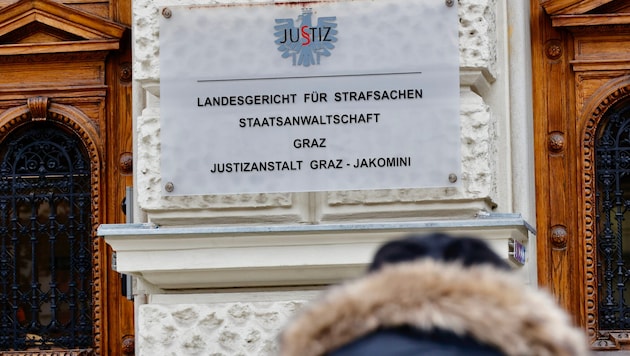 JUSTIZ
LANDESGERICHT FÜR STRAFSACHEN
STAATSANWALTSCHAFT
GRAZ
JUSTIZANSTALT GRAZ - JAKOMINI